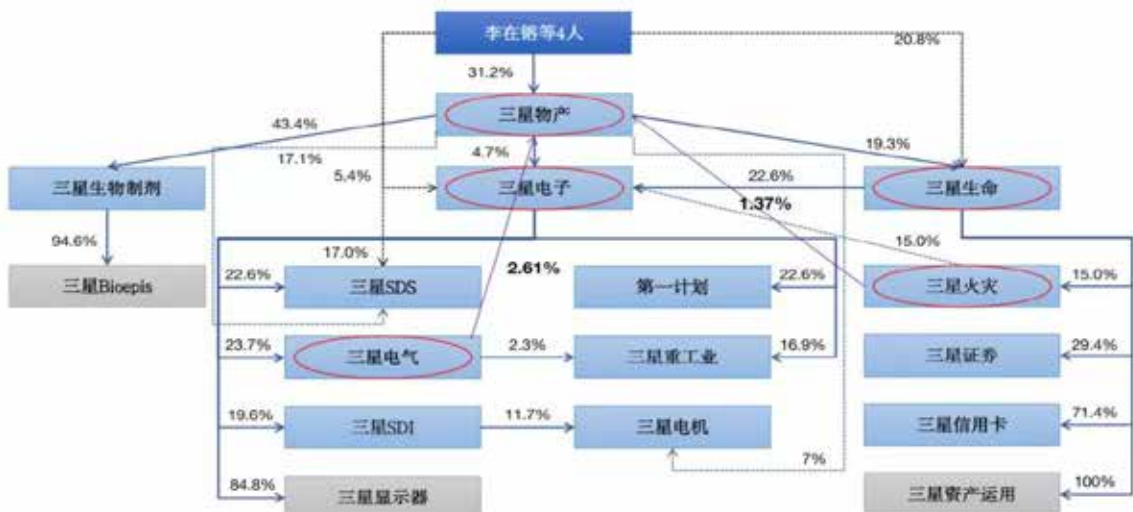 李在镕等4人
20.8%
31.2%
三星物产
43.4%
19.3%
17.1%
4.7%
5.4%
22.6%
三星生物制剂
三星电子
三星生命
1.37%
94.6%
17.0%
2.61%
15.0%
三星Bioepis
22.6%
三星SDS
第一计划
22.6%
三星火灾
15.0%
23.7%
三星电气
2.3%
三星重工业
16.9%
三星证券
29.4%
19.6%
三星SDI
11.7%
三星电机
三星信用卡
71.4%
7%
84.8%
三星显示器
三星资产运用
100%